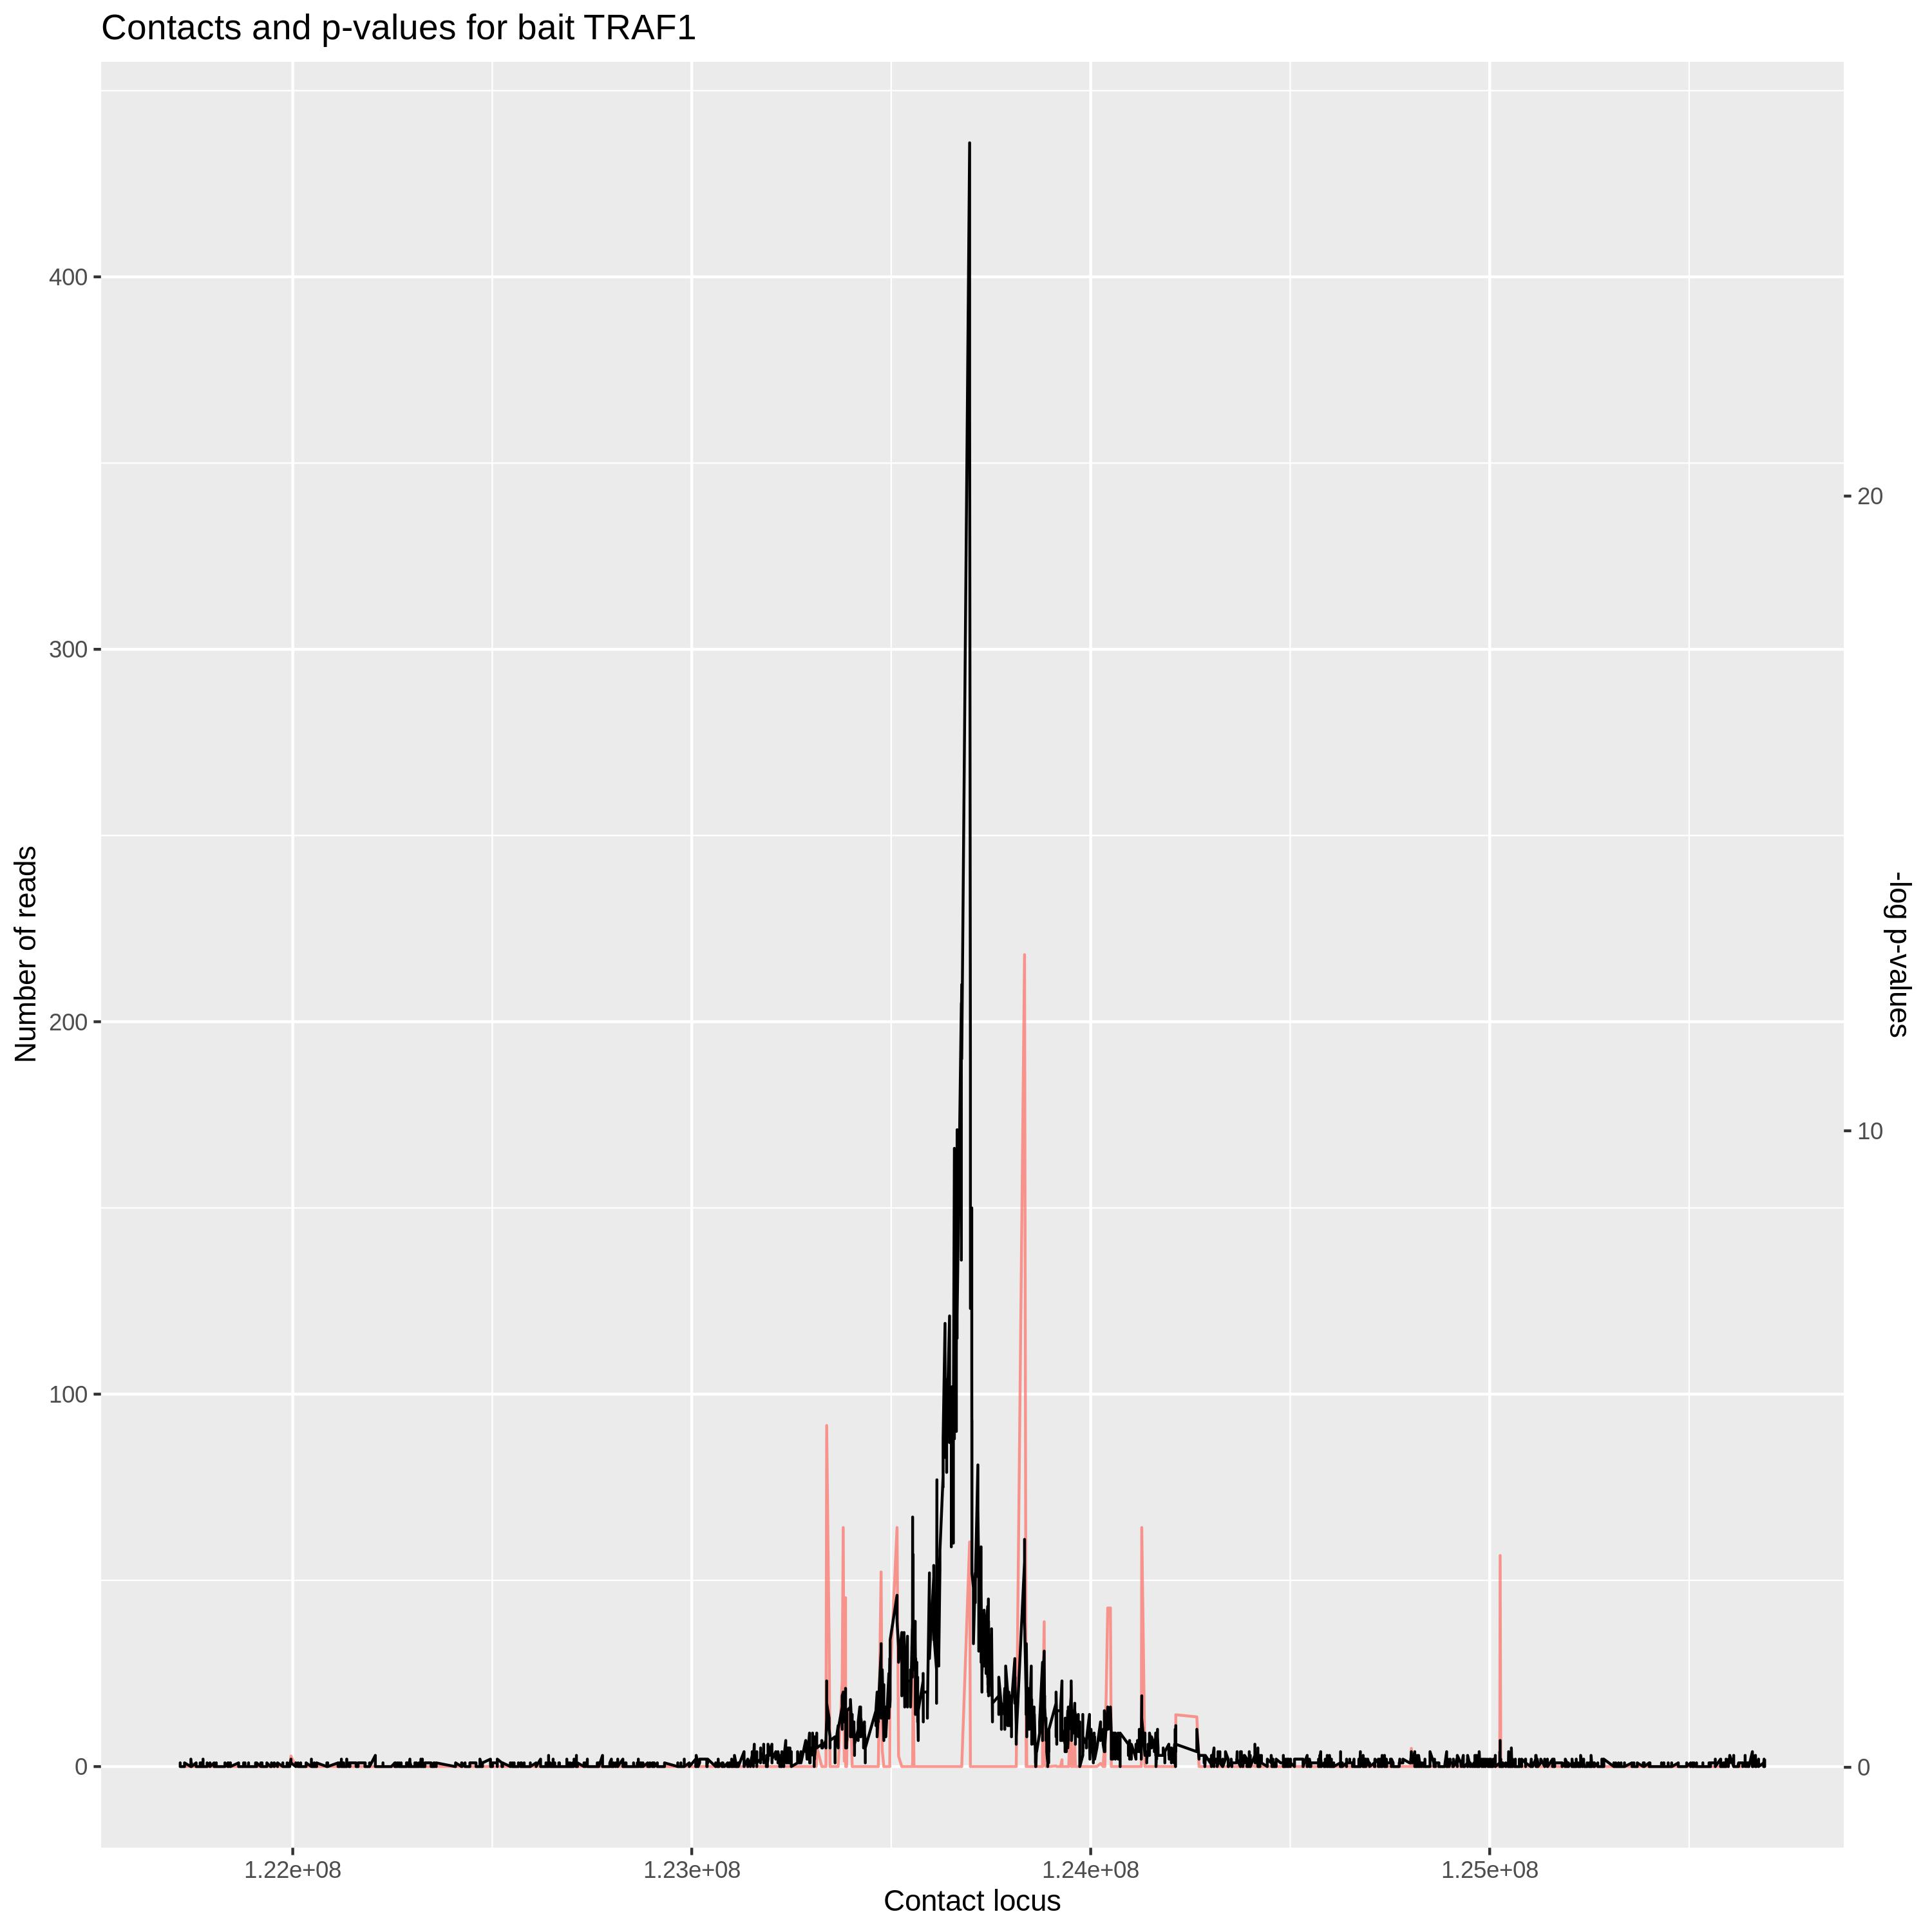 Contacts and p-values for bait TRAF1
Number of reads
400
300
200
100
0
20
10
0
-log p-values
1.22e+08
1.23e+08
1.24e+08
1.25e+08
Contact locus